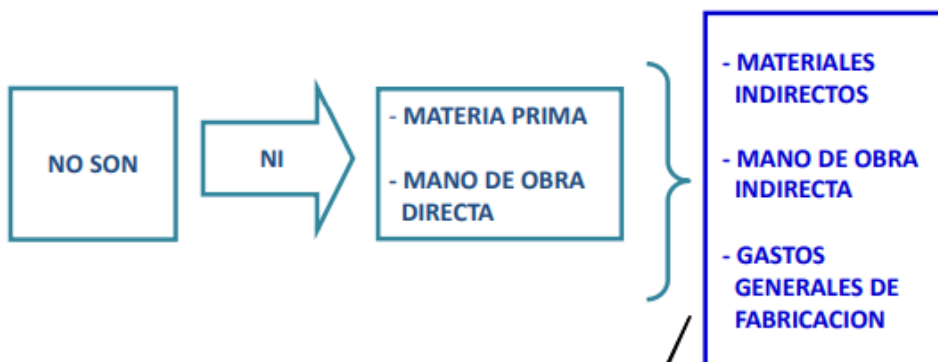 NO SON
NI
- MATERIA PRIMA
- MANO DE OBRA
DIRECTA
- MATERIALES
INDIRECTOS
- MANO DE OBRA
INDIRECTA
- GASTOS
GENERALES DE
FABRICACION